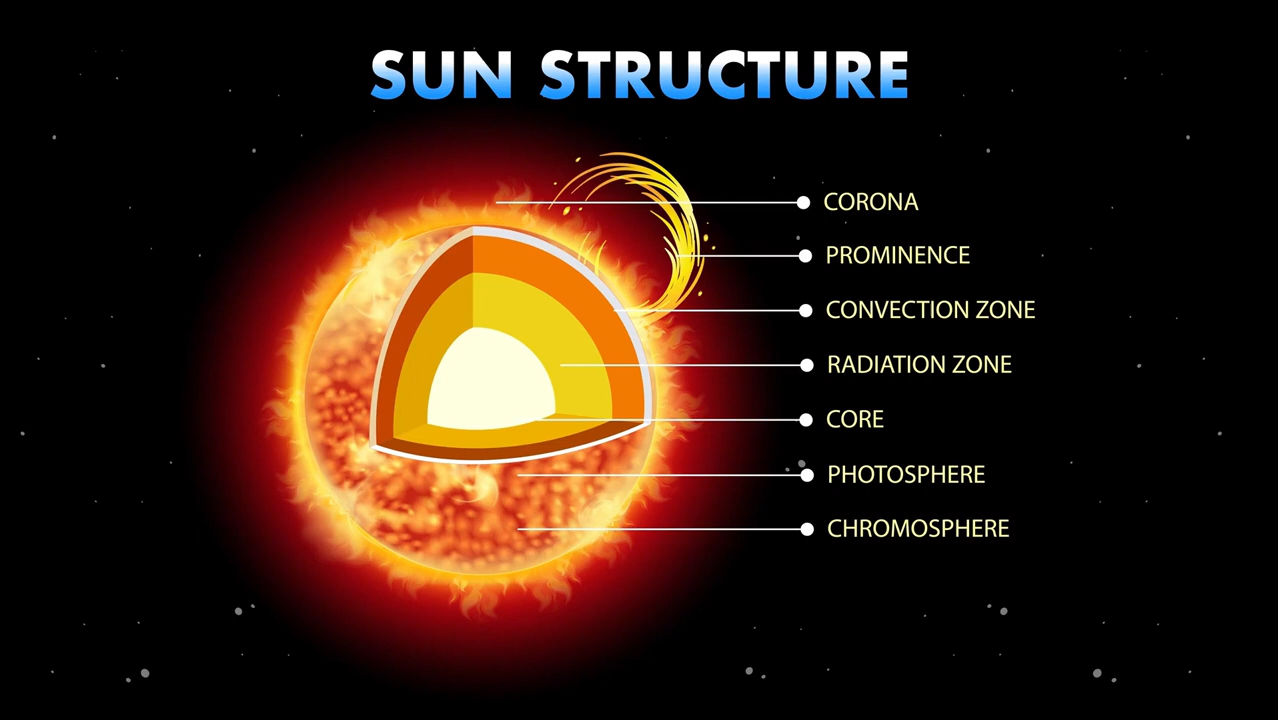 SUN STRUCTURE
CORONA
PROMINENCE
CONVECTION ZONE
RADIATION ZONE
CORE
PHOTOSPHERE
CHROMOSPHERE